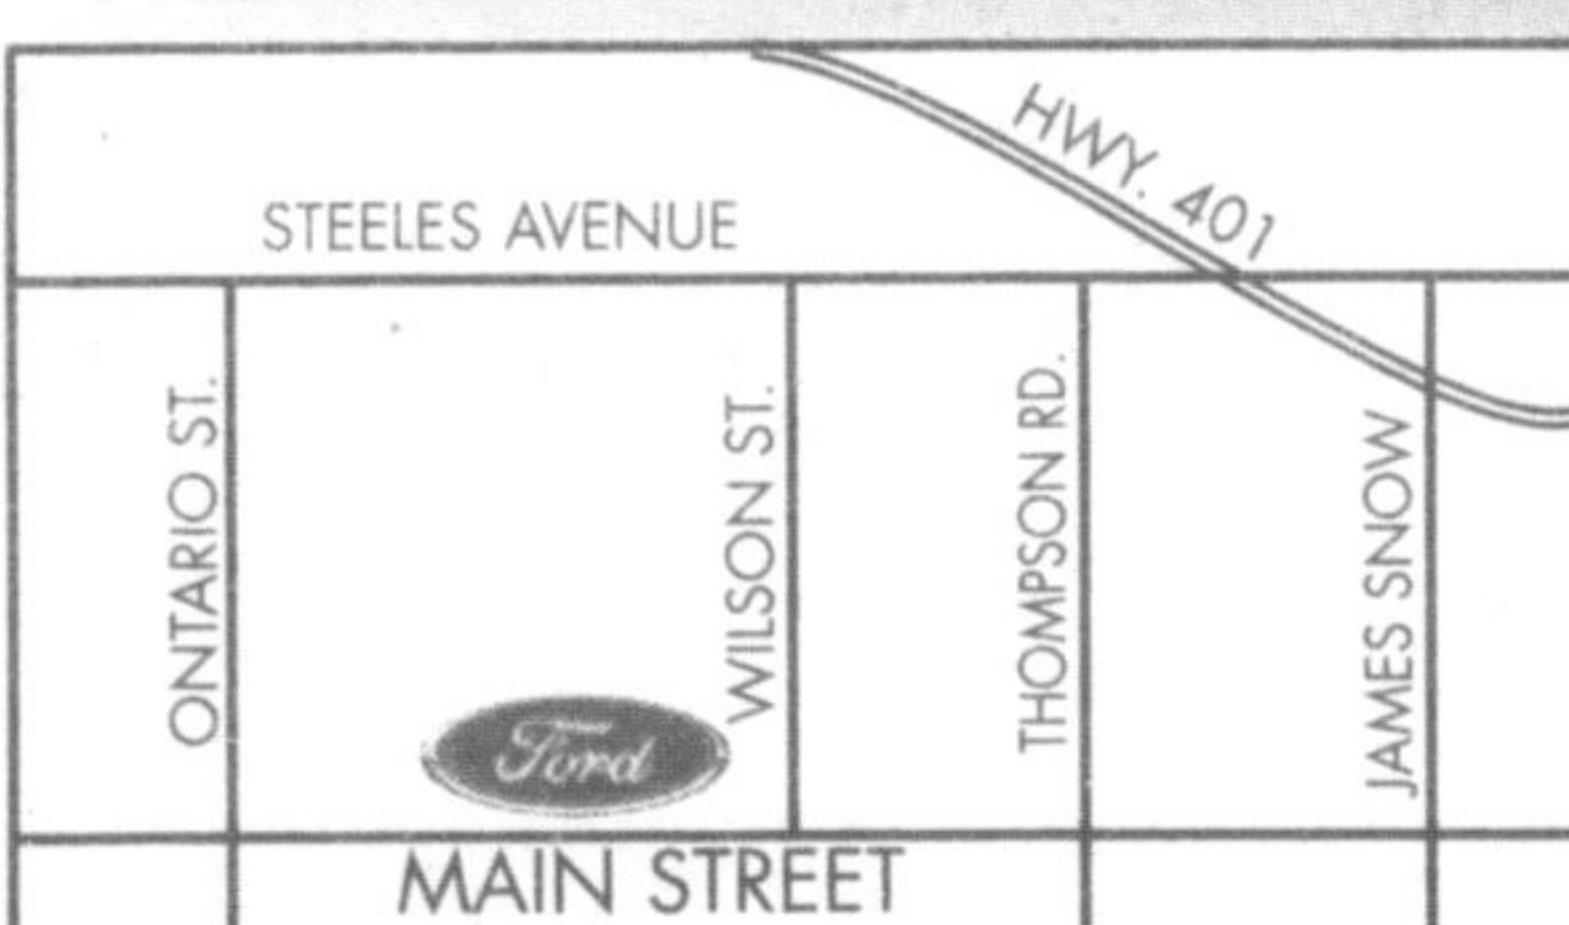 HWY. 401
STEELES AVENUE
ONTARIO ST.
WILSON ST.
THOMPSON RD.
JAMES SNOW
Ford
MAIN STREET